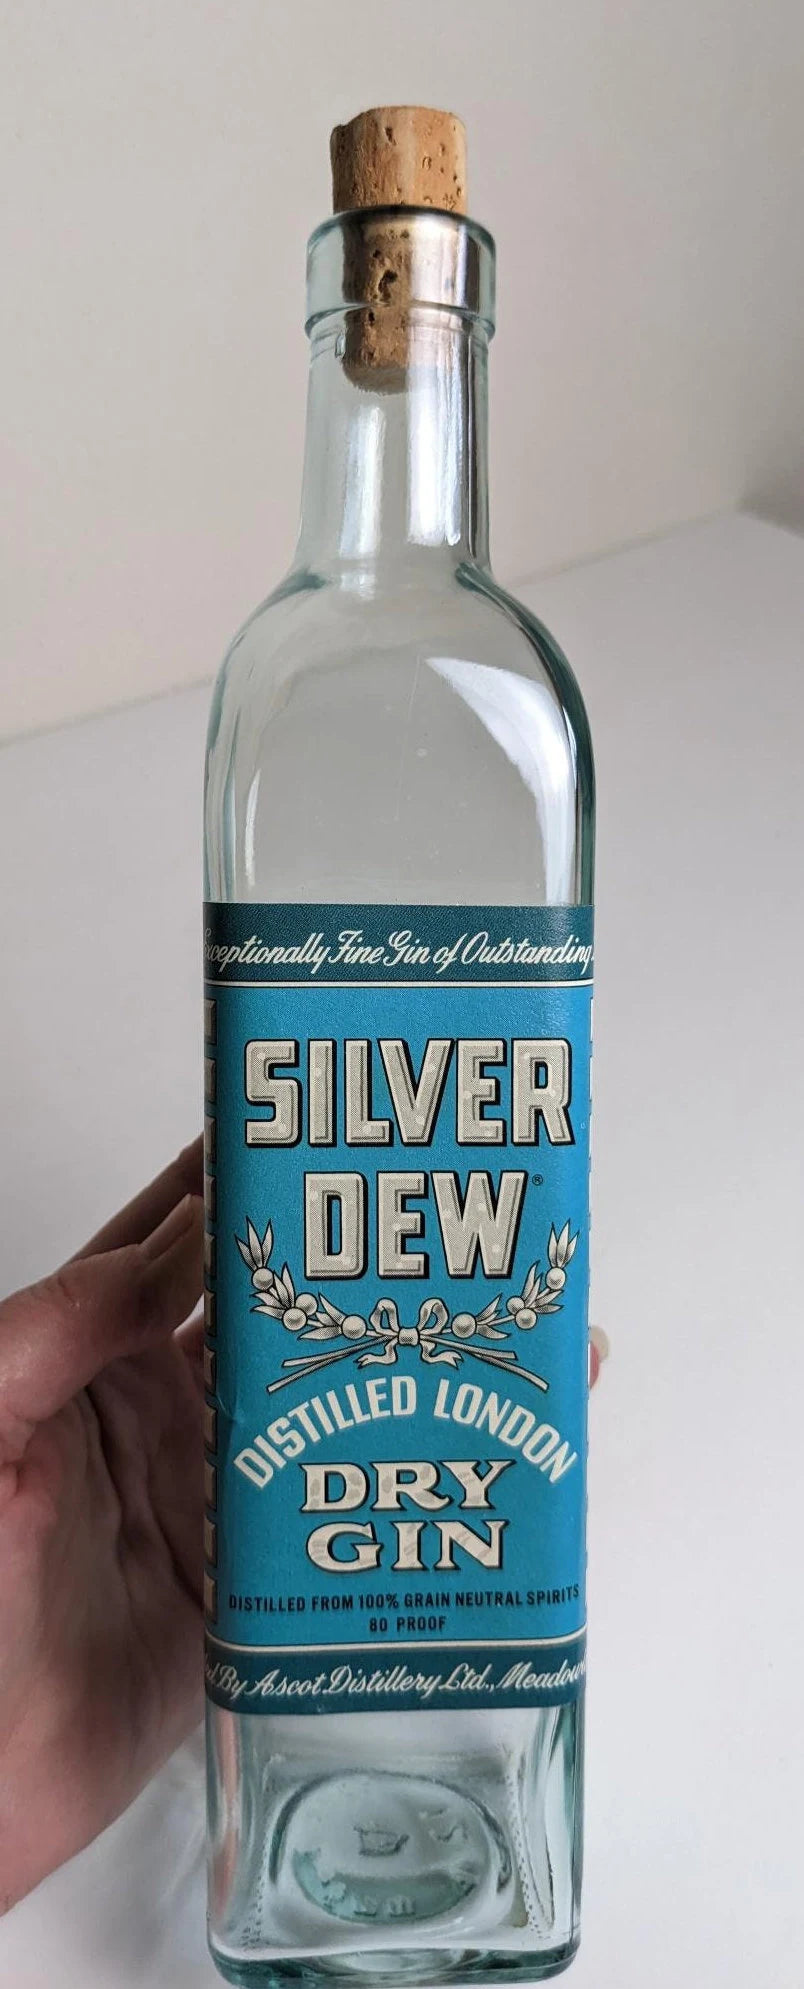 Exceptionally Fine Gin of Outstanding
SILVER
DEW®
DISTILLED LONDON
DRY
GIN
DISTILLED FROM 100% GRAIN NEUTRAL SPIRITS
80 PROOF
By Ascot Distillery Ltd.,